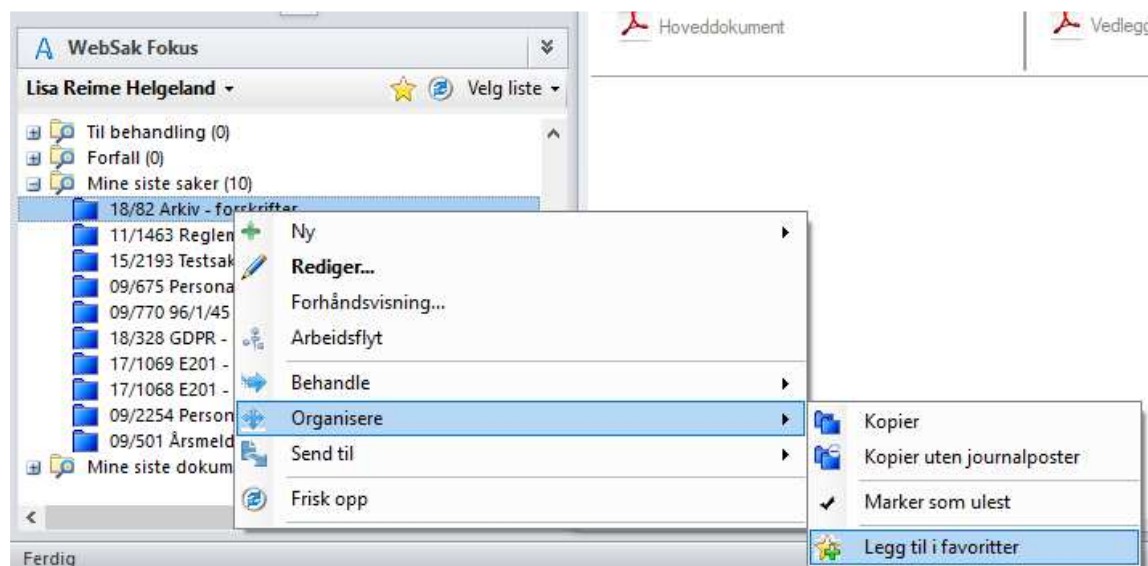 Hoveddokument
Vedlegg
WebSak Fokus
Lisa Reime Helgeland
Velg liste
Til behandling (0)
Forfall (0)
Mine siste saker (10)
18/82 Arkiv - forskrifter
11/1463 Reglem
15/2193 Testsak
09/675 Persona
09/770 96/1/45
18/328 GDPR -
17/1069 E201 -
17/1068 E201 -
09/2254 Person
09/501 Årsmeld
Mine siste dokum
Ny
Rediger...
Forhåndsvisning...
Arbeidsflyt
Behandle
Organisere
Send til
Frisk opp
Kopier
Kopier uten journalposter
Marker som ulest
Legg til i favoritter
Ferdig